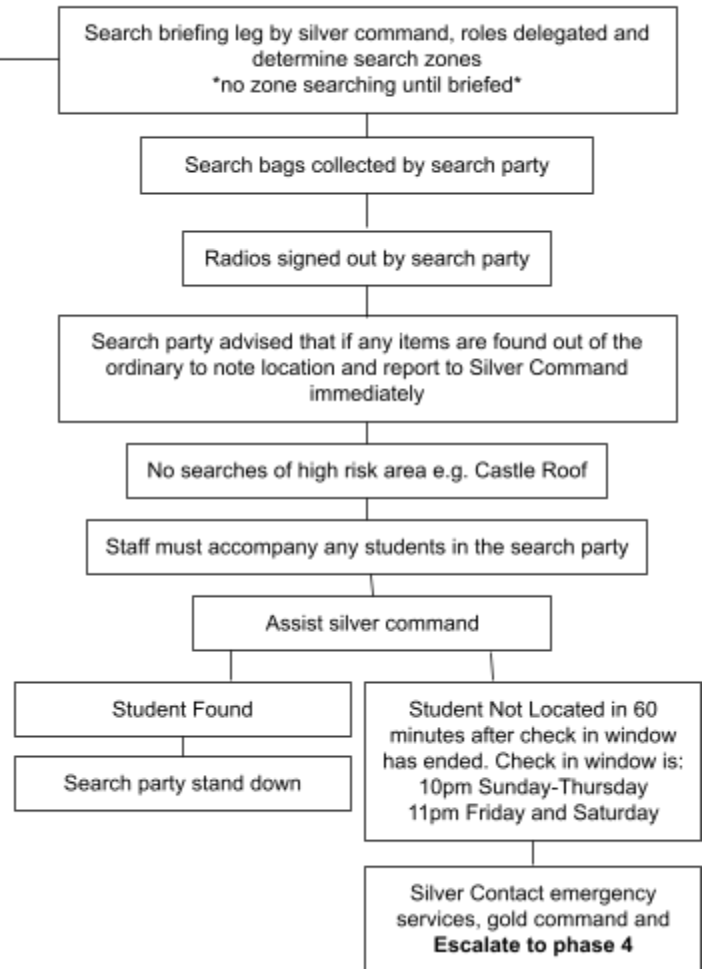 Search briefing leg by silver command, roles delegated and
determine search zones
*no zone searching until briefed*
Search bags collected by search party
Radios signed out by search party
Search party advised that if any items are found out of the
ordinary to note location and report to Silver Command
immediately
No searches of high risk area e.g. Castle Roof
Staff must accompany any students in the search party
Assist silver command
Student Found
Search party stand down
Student Not Located in 60
minutes after check in window
has ended. Check in window is:
10pm Sunday-Thursday
11pm Friday and Saturday
Silver Contact emergency
services, gold command and
Escalate to phase 4